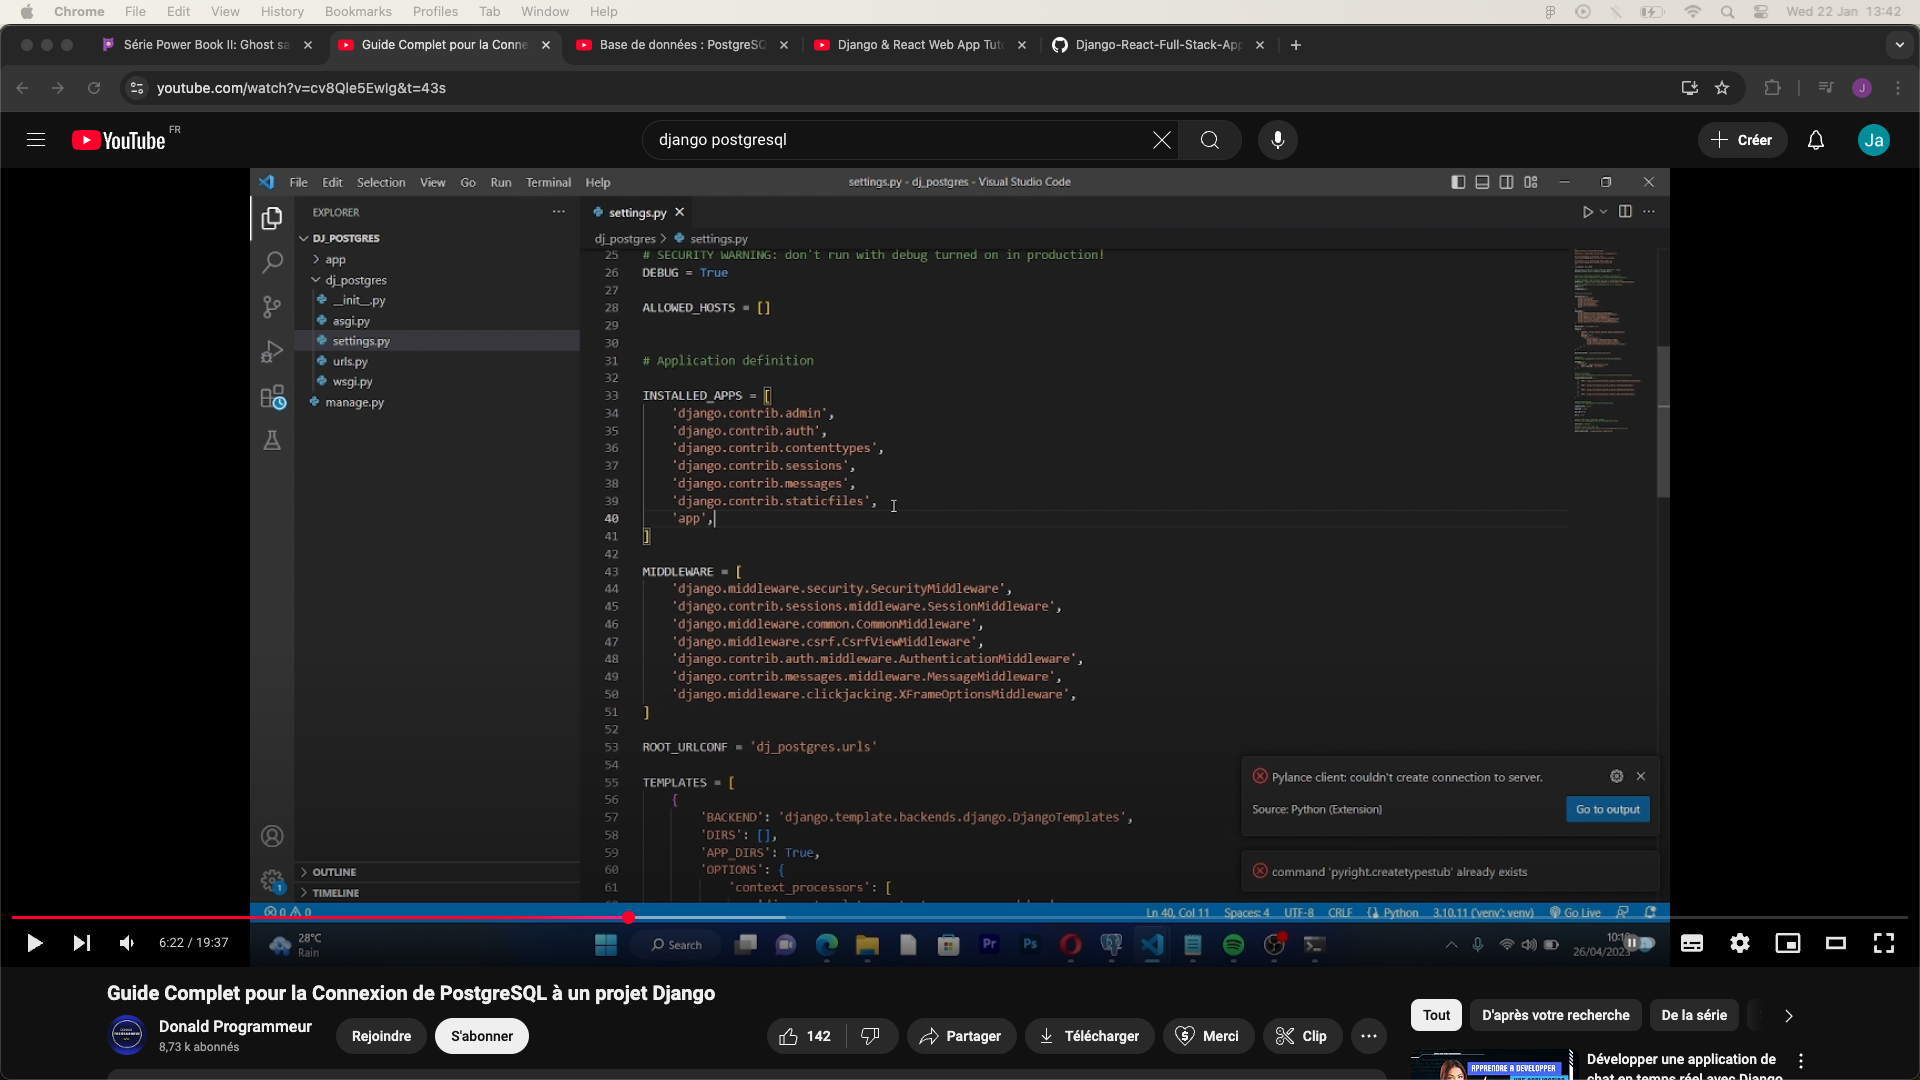 Chrome File Edit View History Bookmarks Profiles Tab Window Help Wed 22 Jan 13:42
Série Power Book II: Ghost sa
Guide Complet pour la Conne
Base de données : PostgreSQ
Django & React Web App Tuto
Django-React-Full-Stack-App
youtube.com/watch?v=cv8Qle5Ewlg&t=43s
J
YouTube FR
django postgresql
Créer
Ja
File Edit Selection View Go Run Terminal Help
settings.py - dj_postgres - Visual Studio Code
EXPLORER
DJ_POSTGRES
app
dj_postgres
__init__.py
asgi.py
settings.py
urls.py
wsgi.py
manage.py
OUTLINE
TIMELINE
settings.py
dj_postgres > settings.py
25 # SECURITY WARNING: don't run with debug turned on in production!
26 DEBUG = True
27
28 ALLOWED_HOSTS = []
29
30
31 # Application definition
32
33 INSTALLED_APPS = [
34 'django.contrib.admin',
35 'django.contrib.auth',
36 'django.contrib.contenttypes',
37 'django.contrib.sessions',
38 'django.contrib.messages',
39 'django.contrib.staticfiles',
40 'app',
41 ]
42
43 MIDDLEWARE = [
44 'django.middleware.security.SecurityMiddleware',
45 'django.contrib.sessions.middleware.SessionMiddleware',
46 'django.middleware.common.CommonMiddleware',
47 'django.middleware.csrf.CsrfViewMiddleware',
48 'django.contrib.auth.middleware.AuthenticationMiddleware',
49 'django.contrib.messages.middleware.MessageMiddleware',
50 'django.middleware.clickjacking.XFrameOptionsMiddleware',
51 ]
52
53 ROOT_URLCONF = 'dj_postgres.urls'
54
55 TEMPLATES = [
56 {
57 'BACKEND': 'django.template.backends.django.DjangoTemplates',
58 'DIRS': [],
59 'APP_DIRS': True,
60 'OPTIONS': {
61 'context_processors': [
Pylance client: couldn't create connection to server.
Source: Python (Extension)
Go to output
command 'pyright.createtypestub' already exists
0 0
Ln 40, Col 11 Spaces: 4 UTF-8 CRLF Python 3.10.11 ('venv': venv) Go Live
6:22 / 19:37
28°C
Rain
Search
Pr
Ps
26/04/2023
Guide Complet pour la Connexion de PostgreSQL à un projet Django
Donald Programmeur
8,73 k abonnés
Rejoindre
S'abonner
142
Partager
Télécharger
Merci
Clip
Tout
D'après votre recherche
De la série
APPRENDRE A DEVELOPPER
Développer une application de
chat en temps réel avec Django